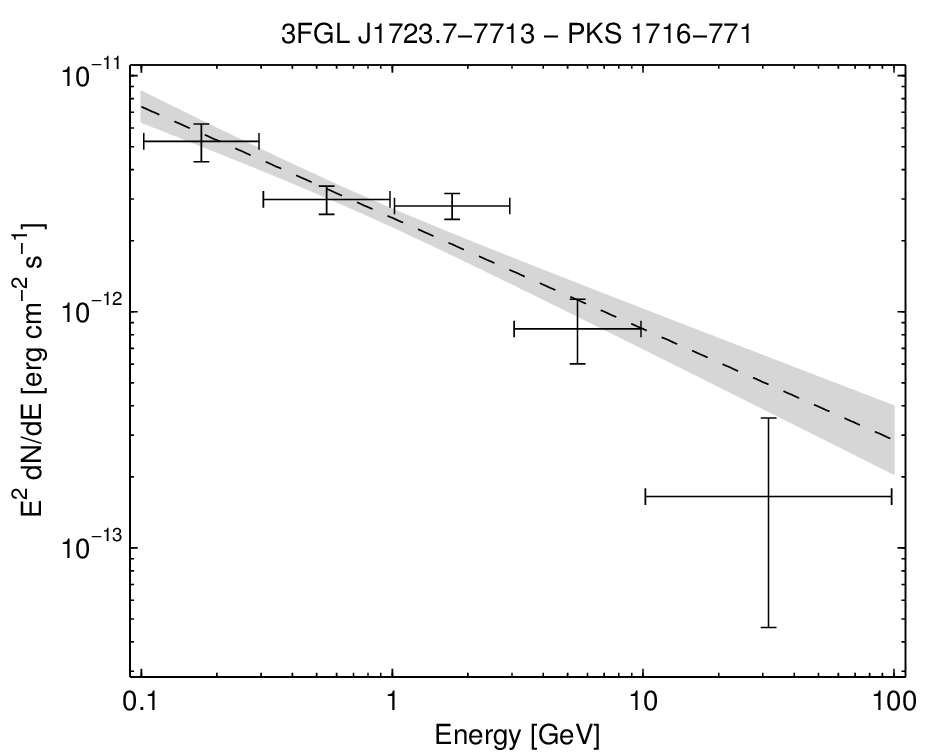 3FGL J1723.7−7713 − PKS 1716−771
10⁻¹¹
10⁻¹²
10⁻¹³
E² dN/dE [erg cm⁻² s⁻¹]
0.1 1 10 100
Energy [GeV]